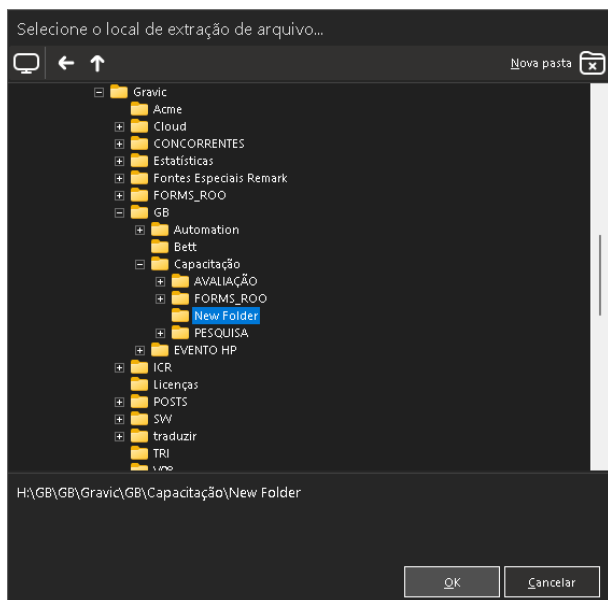 Selecione o local de extração de arquivo...
Nova pasta
Gravic
Acme
Cloud
CONCORRENTES
Estatísticas
Fontes Especiais Remark
FORMS_ROO
GB
Automation
Bett
Capacitação
AVALIAÇÃO
FORMS_ROO
New Folder
PESQUISA
EVENTO HP
ICR
Licenças
POSTS
SW
traduzir
TRI
H:\GB\GB\Gravic\GB\Capacitação\New Folder
OK
Cancelar